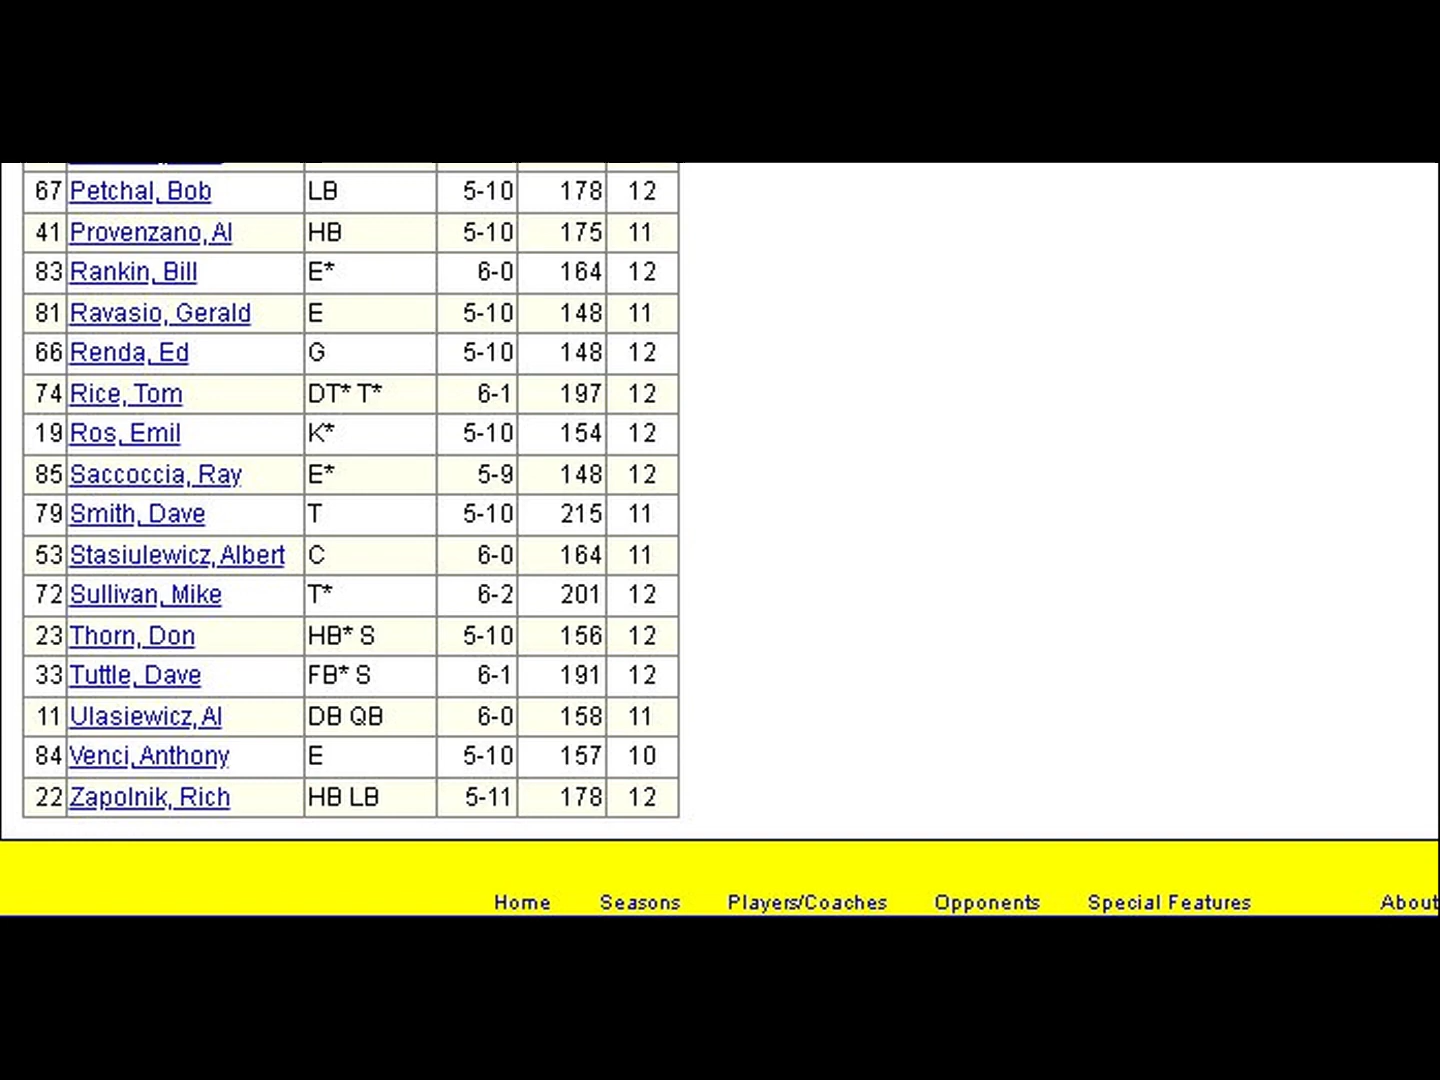 67 Petchal, Bob LB 5-10 178 12
41 Provenzano, Al HB 5-10 175 11
83 Rankin, Bill E* 6-0 164 12
81 Ravasio, Gerald E 5-10 148 11
66 Renda, Ed G 5-10 148 12
74 Rice, Tom DT* T* 6-1 197 12
19 Ros, Emil K* 5-10 154 12
85 Saccoccia, Ray E* 5-9 148 12
79 Smith, Dave T 5-10 215 11
53 Stasiulewicz, Albert C 6-0 164 11
72 Sullivan, Mike T* 6-2 201 12
23 Thorn, Don HB* S 5-10 156 12
33 Tuttle, Dave FB* S 6-1 191 12
11 Ulasiewicz, Al DB QB 6-0 158 11
84 Venci, Anthony E 5-10 157 10
22 Zapolnik, Rich HB LB 5-11 178 12
Home Seasons Players/Coaches Opponents Special Features About